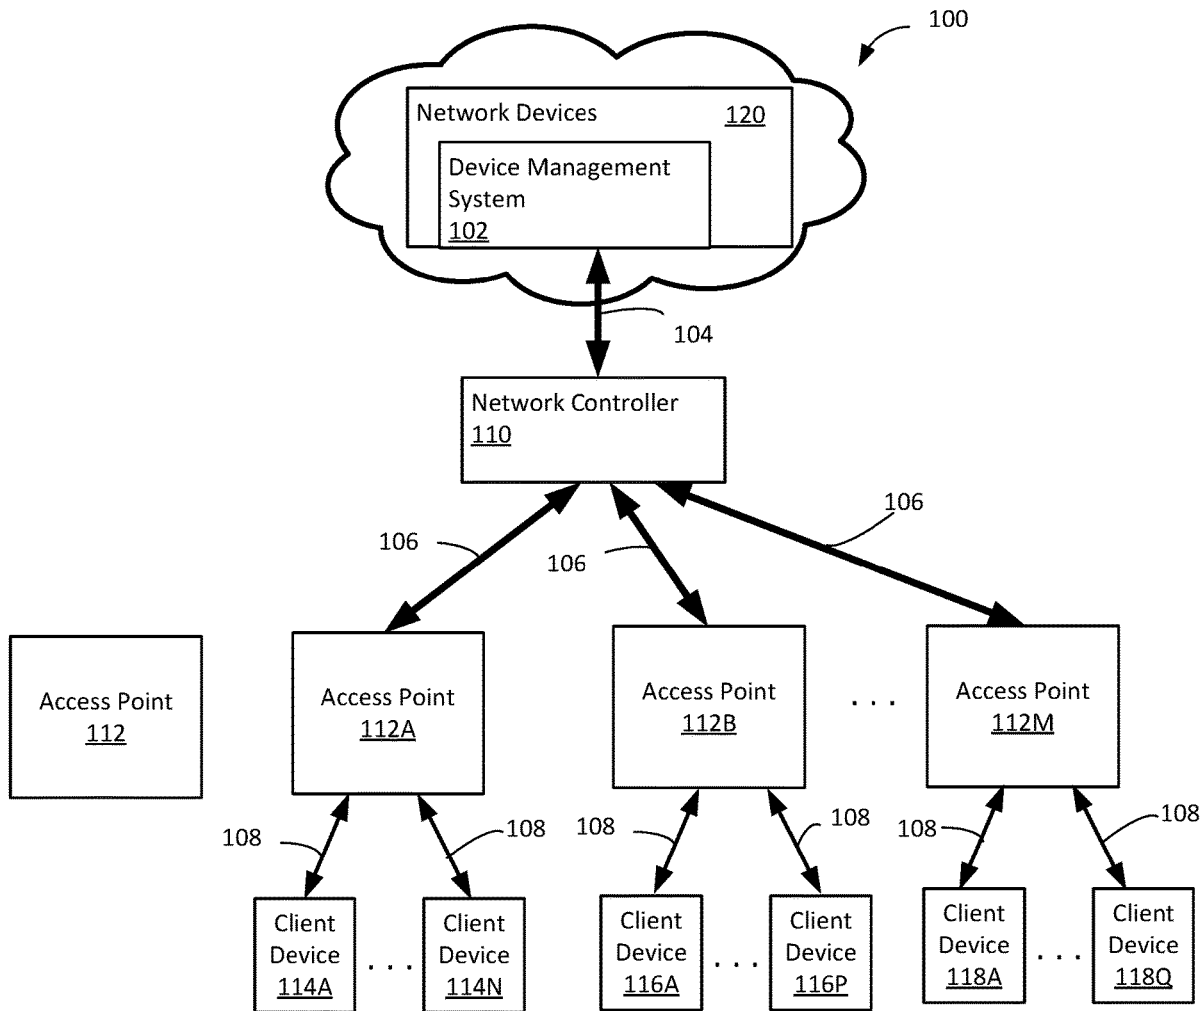 100
Network Devices 120
Device Management
System
102
104
Network Controller
110
106
106
106
Access Point
112
Access Point
112A
Access Point
112B
. . .
Access Point
112M
108
108
108
108
108
108
Client
Device
114A
. . .
Client
Device
114N
Client
Device
116A
. . .
Client
Device
116P
Client
Device
118A
. . .
Client
Device
118Q